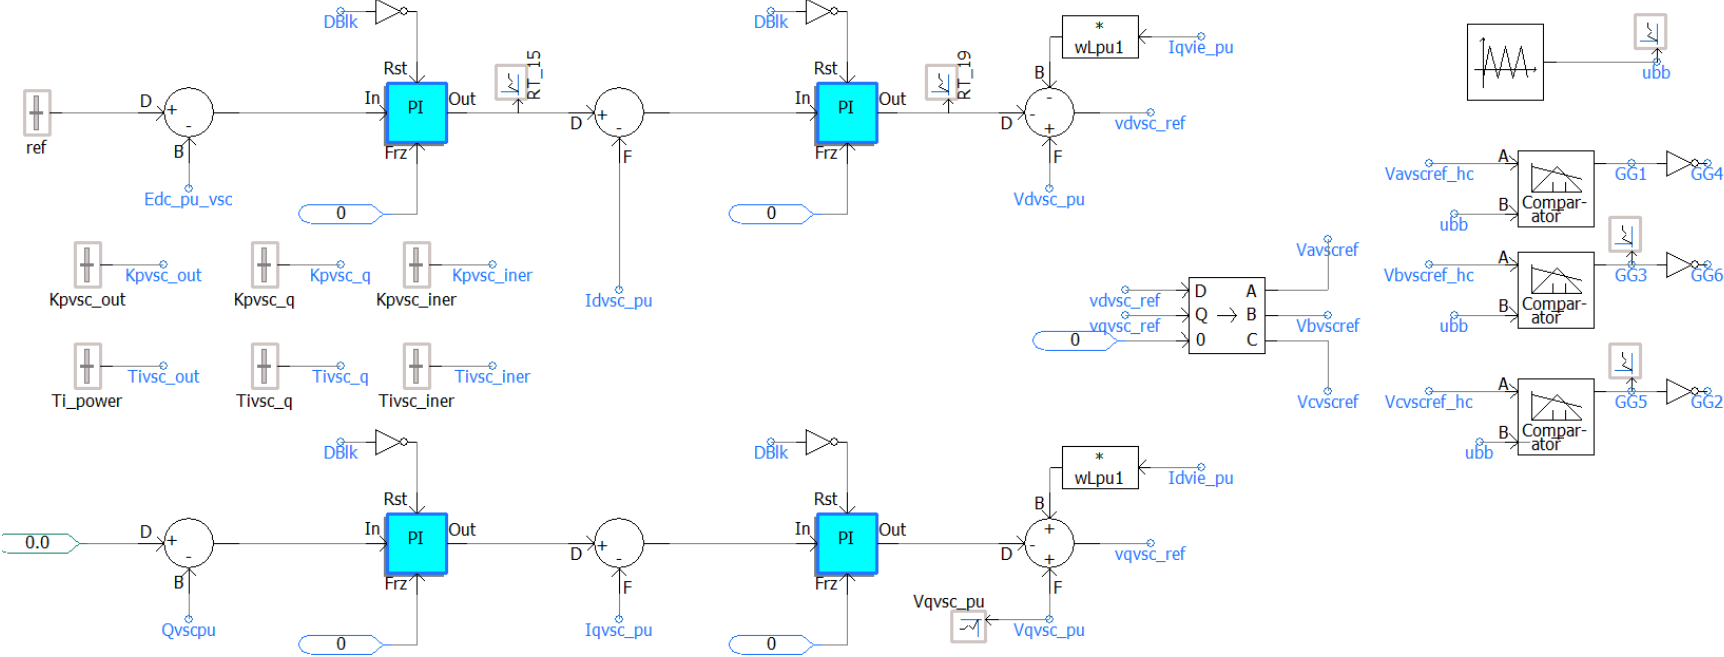 DBlk
DBlk
*
wLpu1
Iqvie_pu
ubb
Rst
In
PI
Out
Frz
RT_15
Rst
In
PI
Out
Frz
RT_19
ref
D
+
-
B
Edc_pu_vsc
0
D
+
-
F
Idvsc_pu
0
B
-
D
-
+
F
vdvsc_ref
Vdvsc_pu
Vavscref_hc
A
B
ubb
Compar-
ator
GG1
GG4
Vbvscref_hc
A
B
ubb
Compar-
ator
GG3
GG6
Vcvscref_hc
A
B
ubb
Compar-
ator
GG5
GG2
Kpvsc_out
Kpvsc_out
Kpvsc_q
Kpvsc_q
Kpvsc_iner
Kpvsc_iner
Ti_power
Tivsc_out
Tivsc_q
Tivsc_q
Tivsc_iner
Tivsc_iner
vdvsc_ref
vqvsc_ref
0
D
Q
0
A
B
C
Vavscref
Vbvscref
Vcvscref
DBlk
DBlk
*
wLpu1
Idvie_pu
0.0
D
+
-
B
Qvscpu
Rst
In
PI
Out
Frz
0
D
+
-
F
Iqvsc_pu
Rst
In
PI
Out
Frz
0
B
+
D
-
+
F
vqvsc_ref
Vqvsc_pu
Vqvsc_pu